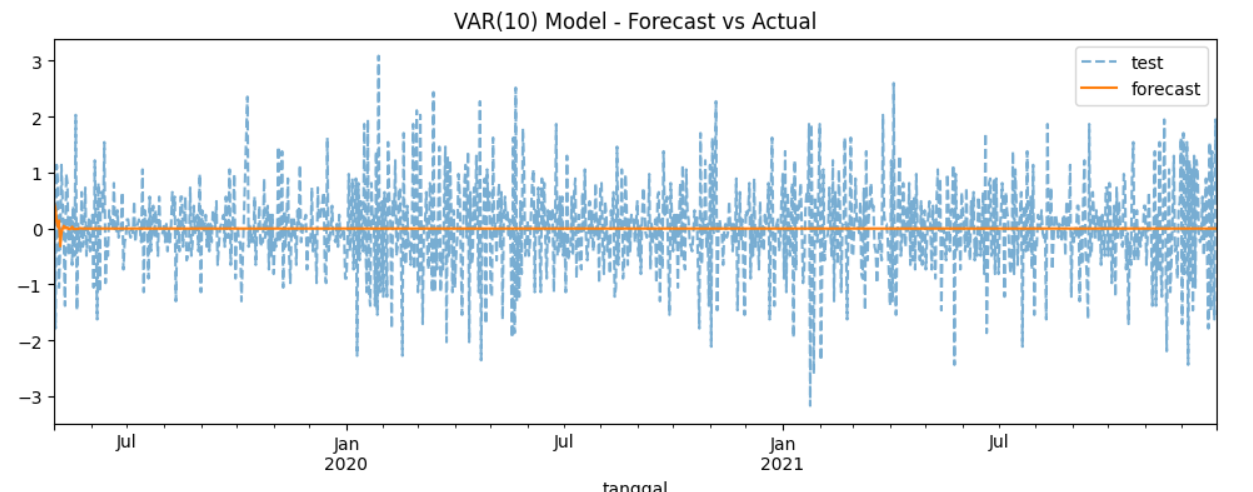 VAR(10) Model - Forecast vs Actual
test
forecast
3
2
1
0
−1
−2
−3
Jul
Jan
2020
Jul
Jan
2021
Jul
tanggal